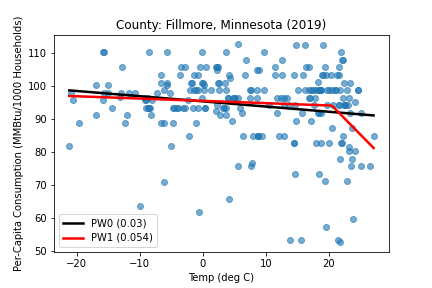 County: Fillmore, Minnesota (2019)
Per-Capita Consumption (MMBtu/1000 Households)
110
100
90
80
70
60
50
PW0 (0.03)
PW1 (0.054)
−20
−10
0
10
20
Temp (deg C)